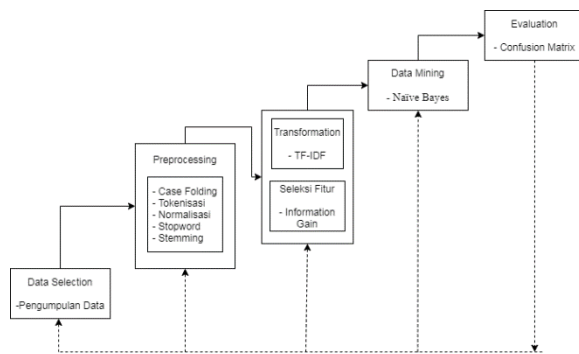 Data Selection
-Pengumpulan Data
Preprocessing
- Case Folding
- Tokenisasi
- Normalisasi
- Stopword
- Stemming
Transformation
- TF-IDF
Seleksi Fitur
- Information
Gain
Data Mining
- Naïve Bayes
Evaluation
- Confusion Matrix